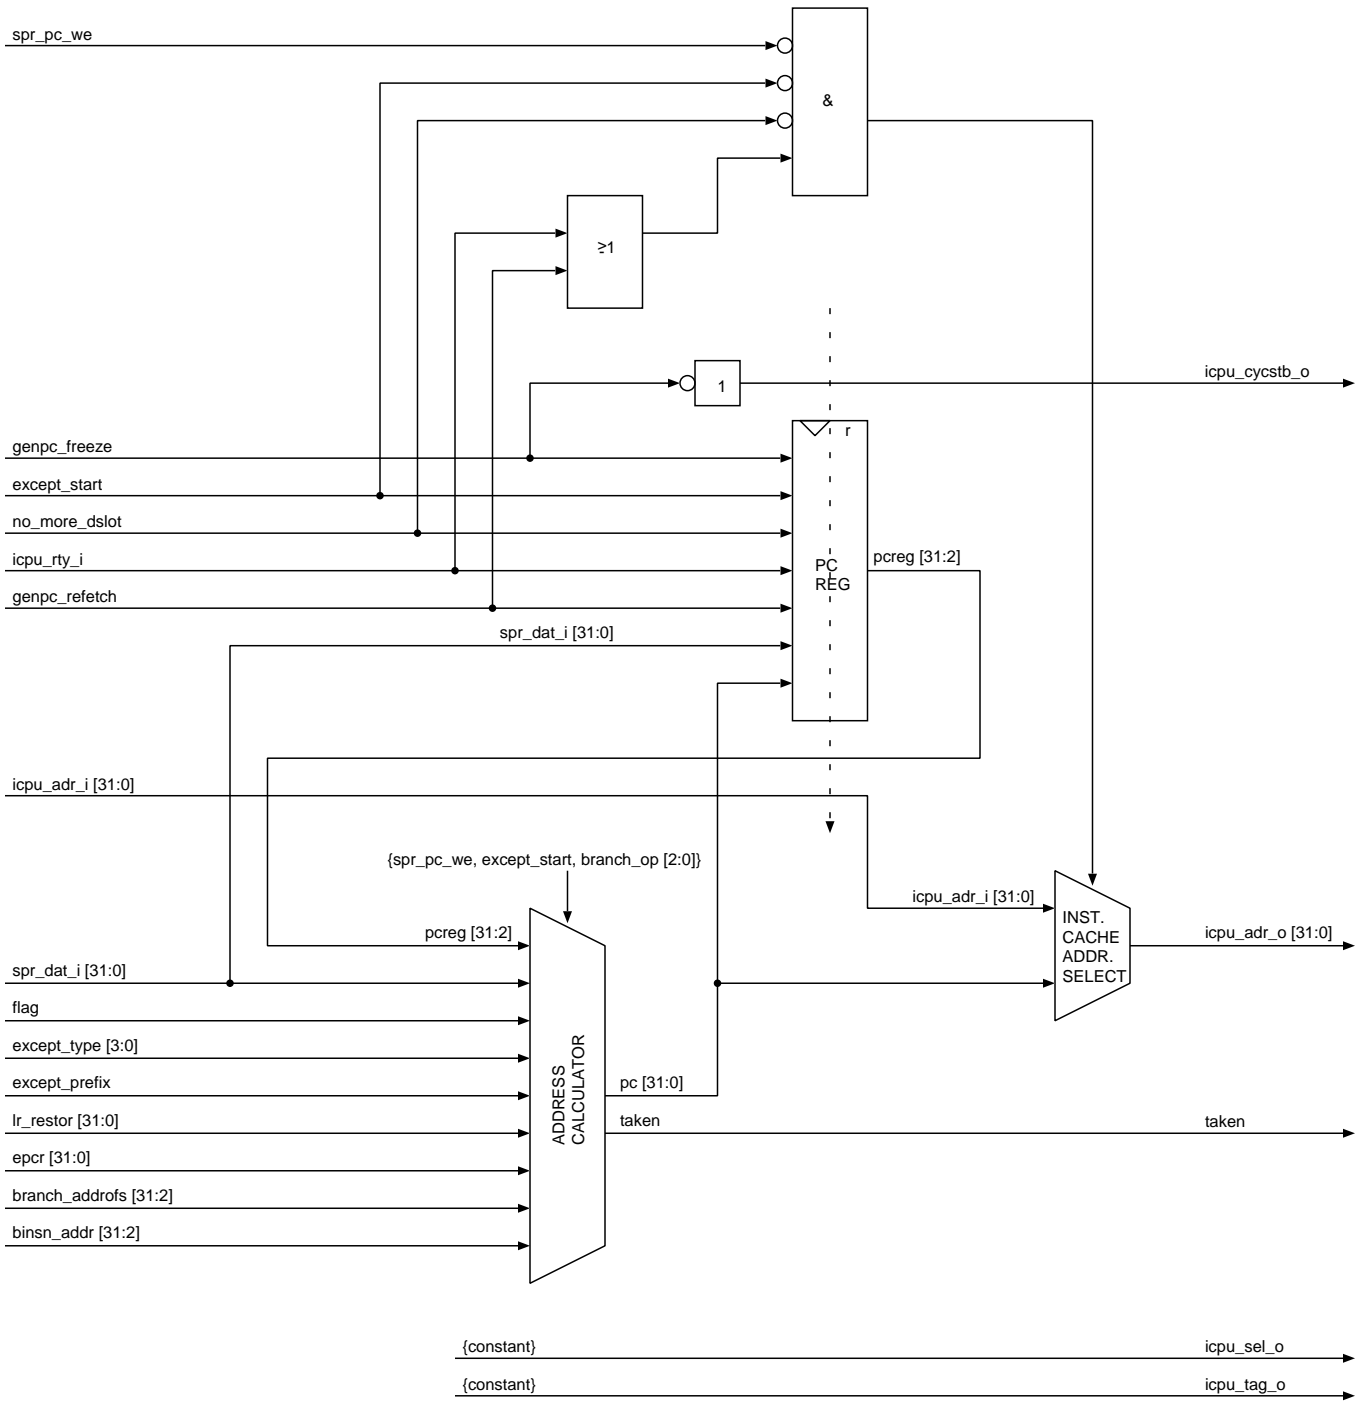 spr_pc_we
&
≥1
icpu_cycstb_o
1
genpc_freeze
r
except_start
no_more_dslot
icpu_rty_i
pcreg [31:2]
PC
REG
genpc_refetch
spr_dat_i [31:0]
icpu_adr_i [31:0]
{spr_pc_we, except_start, branch_op [2:0]}
icpu_adr_i [31:0]
INST.
CACHE
ADDR.
SELECT
pcreg [31:2]
icpu_adr_o [31:0]
spr_dat_i [31:0]
flag
except_type [3:0]
except_prefix
ADDRESS
CALCULATOR
pc [31:0]
lr_restor [31:0]
taken
taken
epcr [31:0]
branch_addrofs [31:2]
binsn_addr [31:2]
{constant}
icpu_sel_o
{constant}
icpu_tag_o